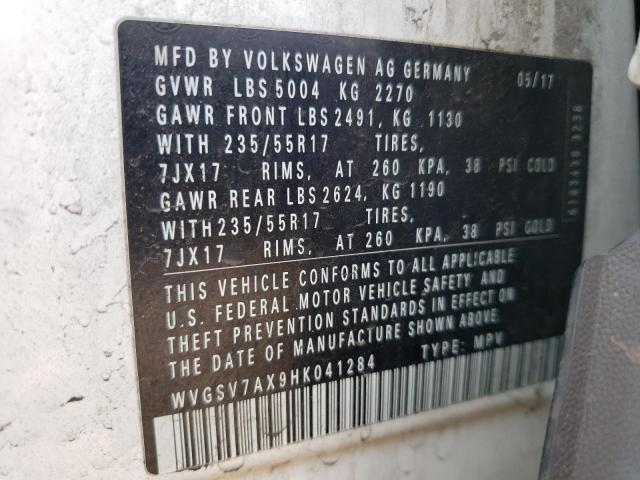 MFD BY VOLKSWAGEN AG GERMANY 05/17
GVWR LBS 5004 KG 2270
GAWR FRONT LBS 2491, KG 1130
WITH 235/55R17 TIRES,
7JX17 RIMS, AT 260 KPA, 38 PSI COLD
GAWR REAR LBS 2624, KG 1190
WITH 235/55R17 TIRES,
7JX17 RIMS, AT 260 KPA, 38 PSI COLD
THIS VEHICLE CONFORMS TO ALL APPLICABLE
U.S. FEDERAL MOTOR VEHICLE SAFETY AND
THEFT PREVENTION STANDARDS IN EFFECT ON
THE DATE OF MANUFACTURE SHOWN ABOVE
WVGSV7AX9HK041284 TYPE: MPV